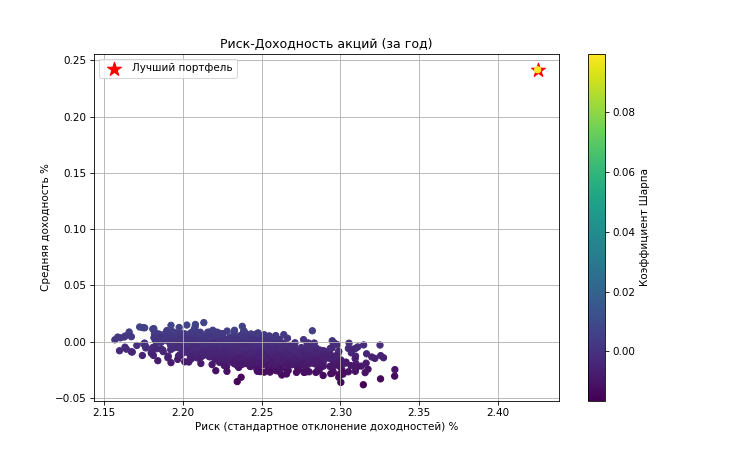 Риск-Доходность акций (за год)
Лучший портфель
Средняя доходность %
0.25
0.20
0.15
0.10
0.05
0.00
−0.05
2.15 2.20 2.25 2.30 2.35 2.40
Риск (стандартное отклонение доходностей) %
0.08
0.06
0.04
0.02
0.00
Коэффициент Шарпа